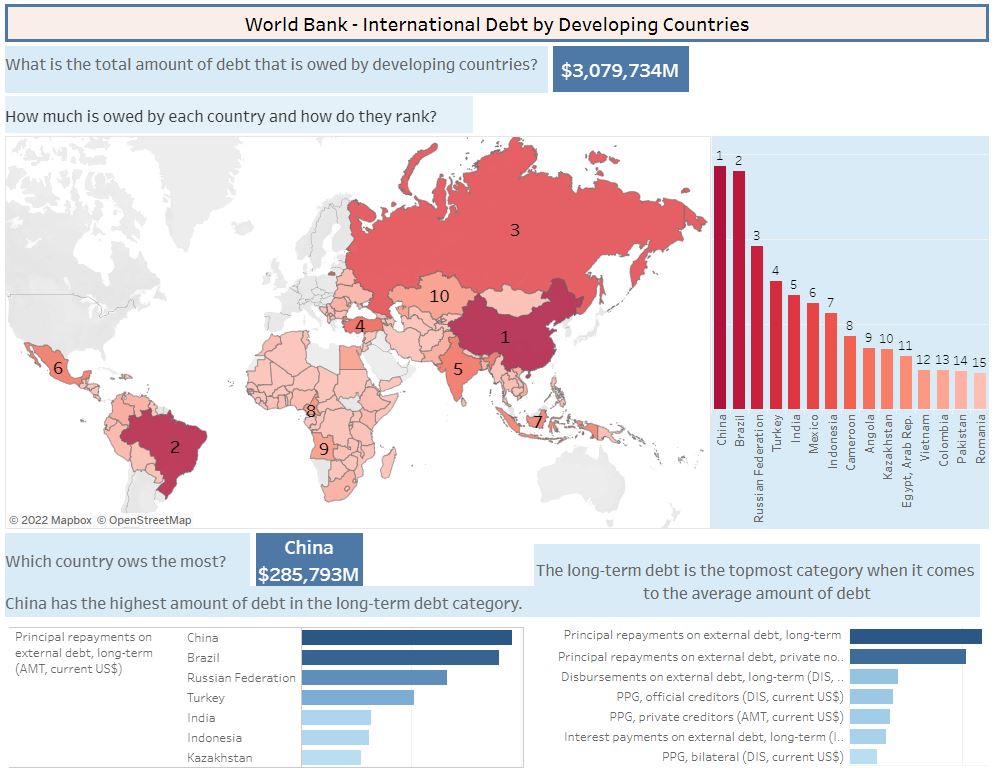 World Bank - International Debt by Developing Countries
What is the total amount of debt that is owed by developing countries?
$3,079,734M
How much is owed by each country and how do they rank?
3
10
4
1
5
6
8
7
2
9
© 2022 Mapbox © OpenStreetMap
1
2
3
4
5
6
7
8
9
10
11
12
13
14
15
China
Brazil
Russian Federation
Turkey
India
Mexico
Indonesia
Cameroon
Angola
Kazakhstan
Egypt, Arab Rep.
Vietnam
Colombia
Pakistan
Romania
Which country ows the most?
China
$285,793M
China has the highest amount of debt in the long-term debt category.
The long-term debt is the topmost category when it comes
to the average amount of debt
Principal repayments on
external debt, long-term
(AMT, current US$)
China
Brazil
Russian Federation
Turkey
India
Indonesia
Kazakhstan
Principal repayments on external debt, long-term
Principal repayments on external debt, private no..
Disbursements on external debt, long-term (DIS, ..
PPG, official creditors (DIS, current US$)
PPG, private creditors (AMT, current US$)
Interest payments on external debt, long-term (I..
PPG, bilateral (DIS, current US$)